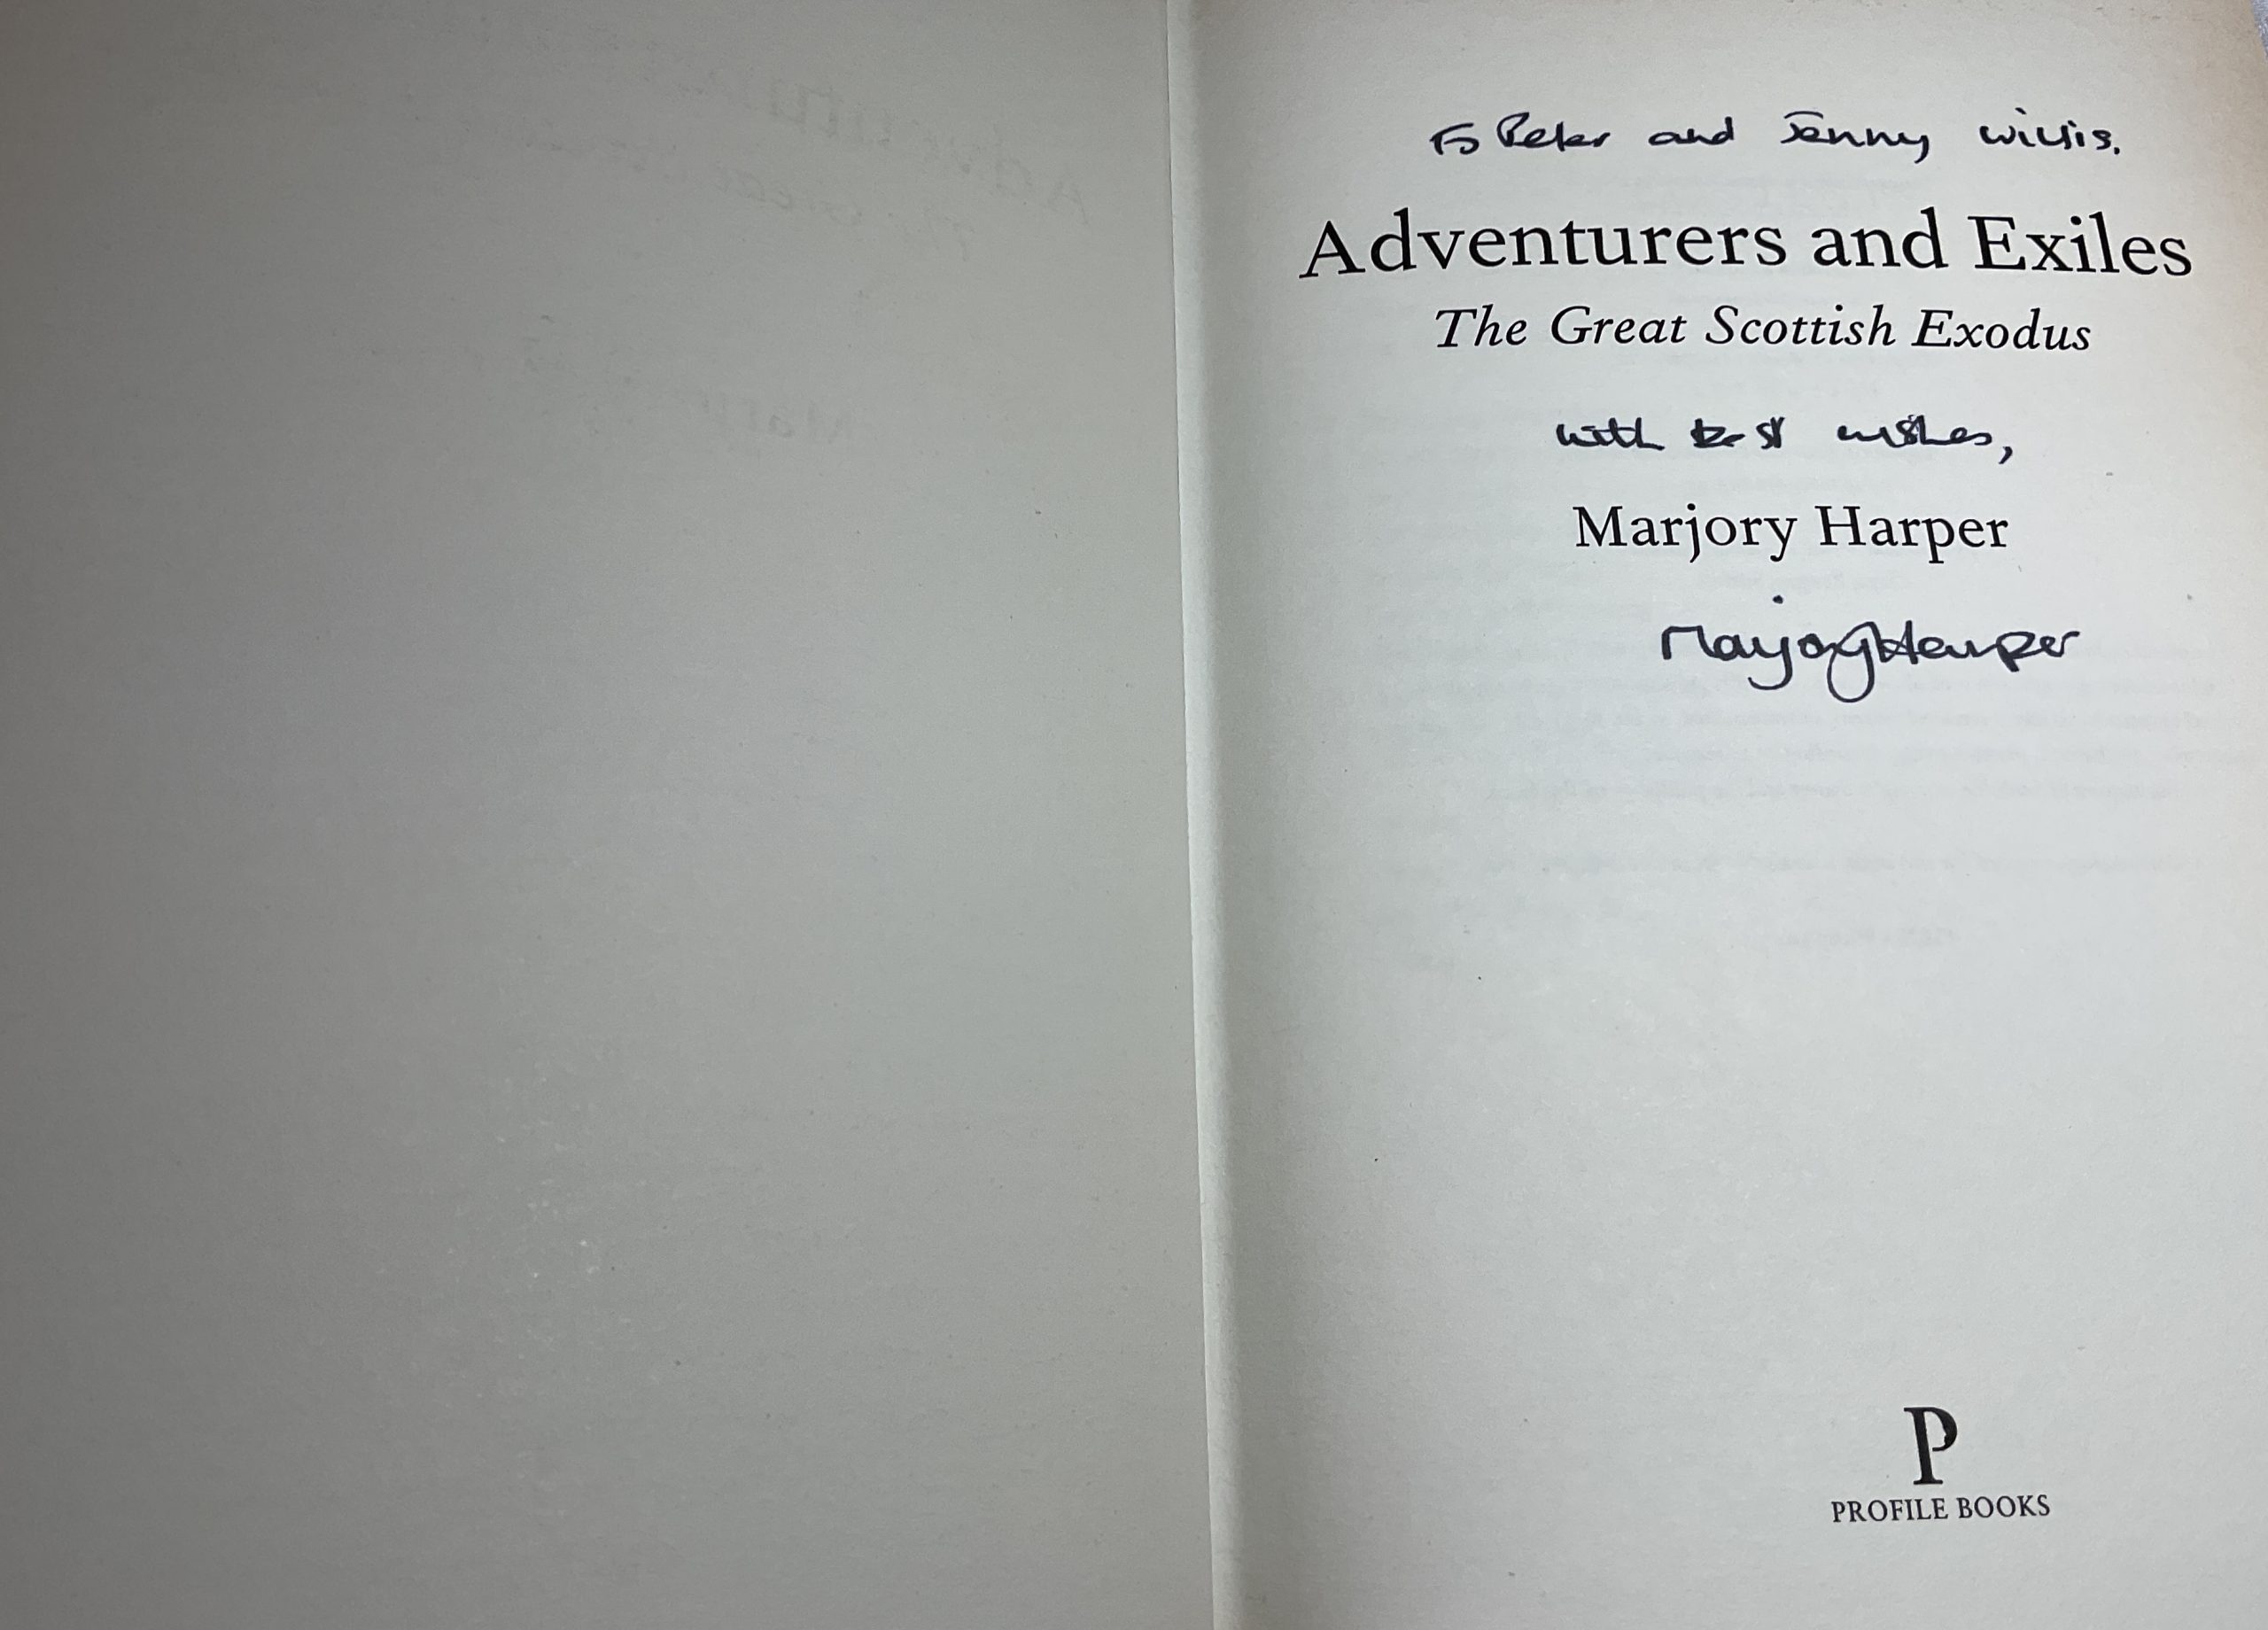 To Peter and Jenny Willis.
Adventurers and Exiles
The Great Scottish Exodus
with best wishes,
Marjory Harper
Marjory Harper
P
PROFILE BOOKS